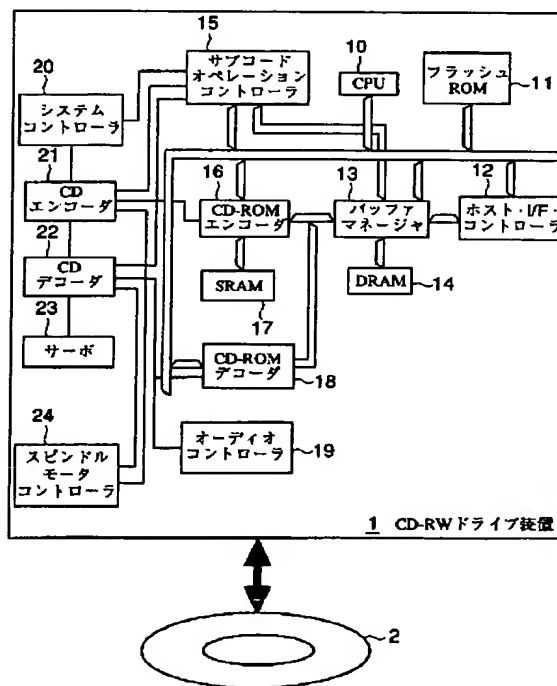 15
サブコード
オペレーション
コントローラ
10
CPU
フラッシュ
ROM
11
20
システム
コントローラ
21
CD
エンコーダ
16
CD-ROM
エンコーダ
13
バッファ
マネージャ
12
ホスト・I/F・
コントローラ
22
CD
デコーダ
SRAM
17
DRAM
14
23
サーボ
CD-ROM
デコーダ
18
24
スピンドル
モータ
コントローラ
オーディオ
コントローラ
19
1 CD-RWドライブ装置
2